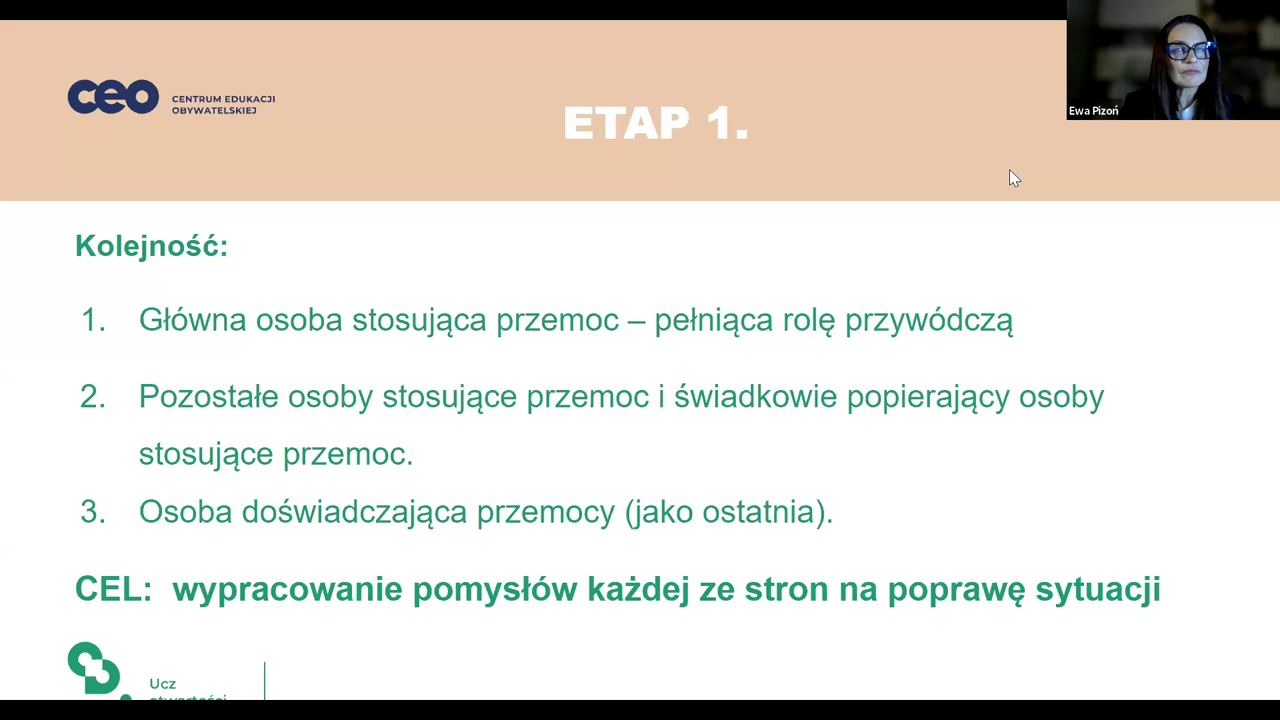 ceo CENTRUM EDUKACJI
OBYWATELSKIEJ
ETAP 1.
Ewa Pizoń
Kolejność:
1. Główna osoba stosująca przemoc – pełniąca rolę przywódczą
2. Pozostałe osoby stosujące przemoc i świadkowie popierający osoby
stosujące przemoc.
3. Osoba doświadczająca przemocy (jako ostatnia).
CEL: wypracowanie pomysłów każdej ze stron na poprawę sytuacji
Ucz
otwartości